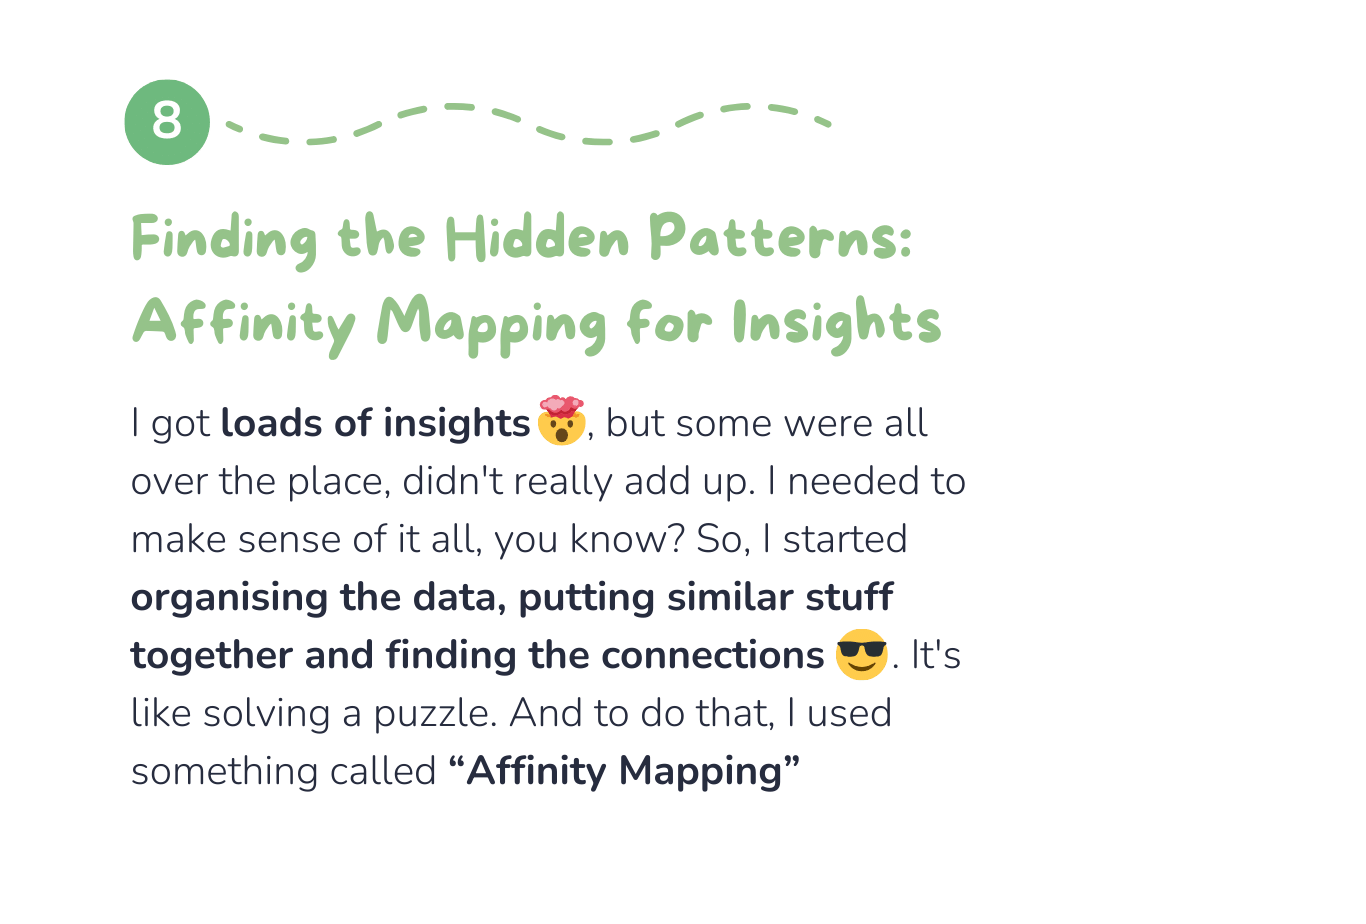 8
Finding the Hidden Patterns:
Affinity Mapping for Insights
I got loads of insights 🤯, but some were all
over the place, didn't really add up. I needed to
make sense of it all, you know? So, I started
organising the data, putting similar stuff
together and finding the connections 😎. It's
like solving a puzzle. And to do that, I used
something called “Affinity Mapping”